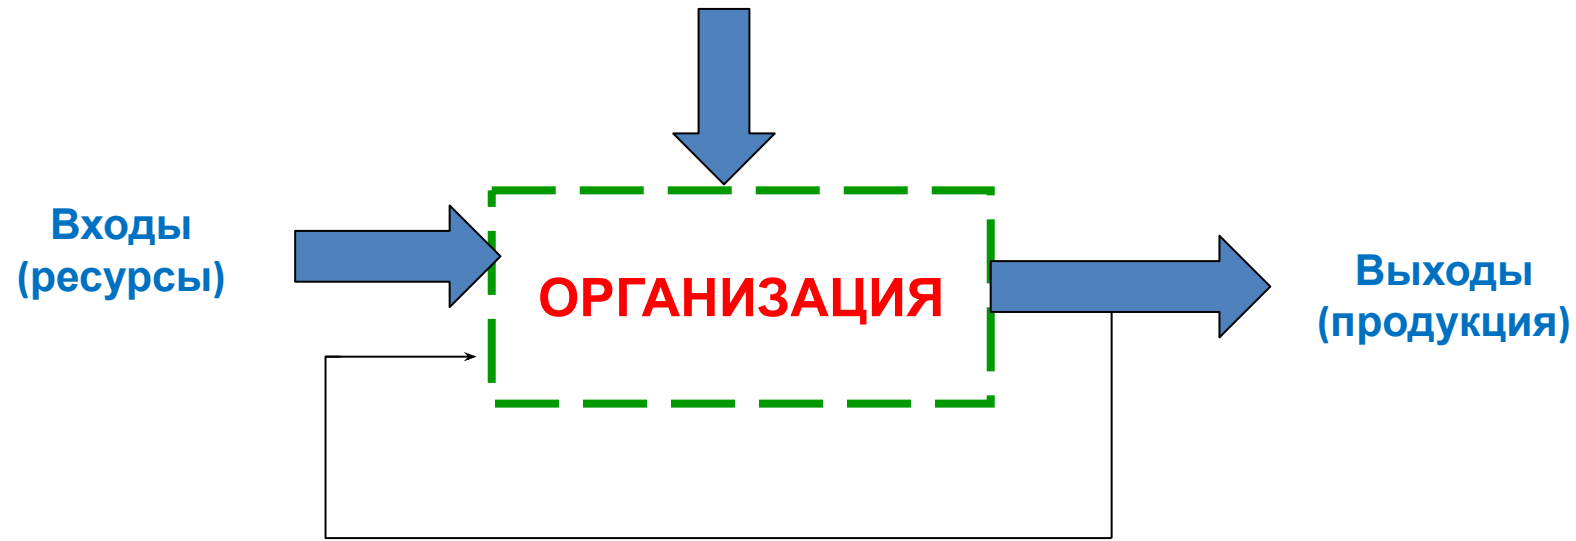 Входы
(ресурсы)
ОРГАНИЗАЦИЯ
Выходы
(продукция)